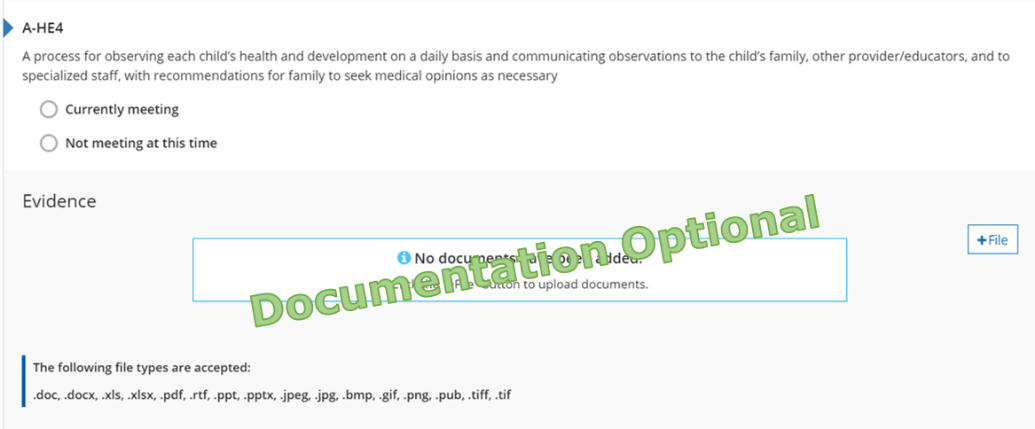 A-HE4
A process for observing each child's health and development on a daily basis and communicating observations to the child's family, other provider/educators, and to
specialized staff, with recommendations for family to seek medical opinions as necessary
Currently meeting
Not meeting at this time
Evidence
+File
No documents have been added.
button to upload documents.
Documentation Optional
The following file types are accepted:
.doc, .docx, .xls, .xlsx, .pdf, .rtf, .ppt, .pptx, .jpeg, .jpg, .bmp, .gif, .png, .pub, .tiff, .tif